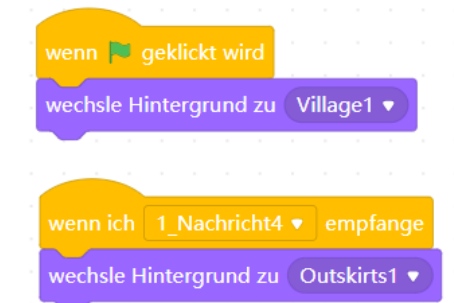 wenn geklickt wird
wechsle Hintergrund zu Village1
wenn ich 1_Nachricht4 empfange
wechsle Hintergrund zu Outskirts1